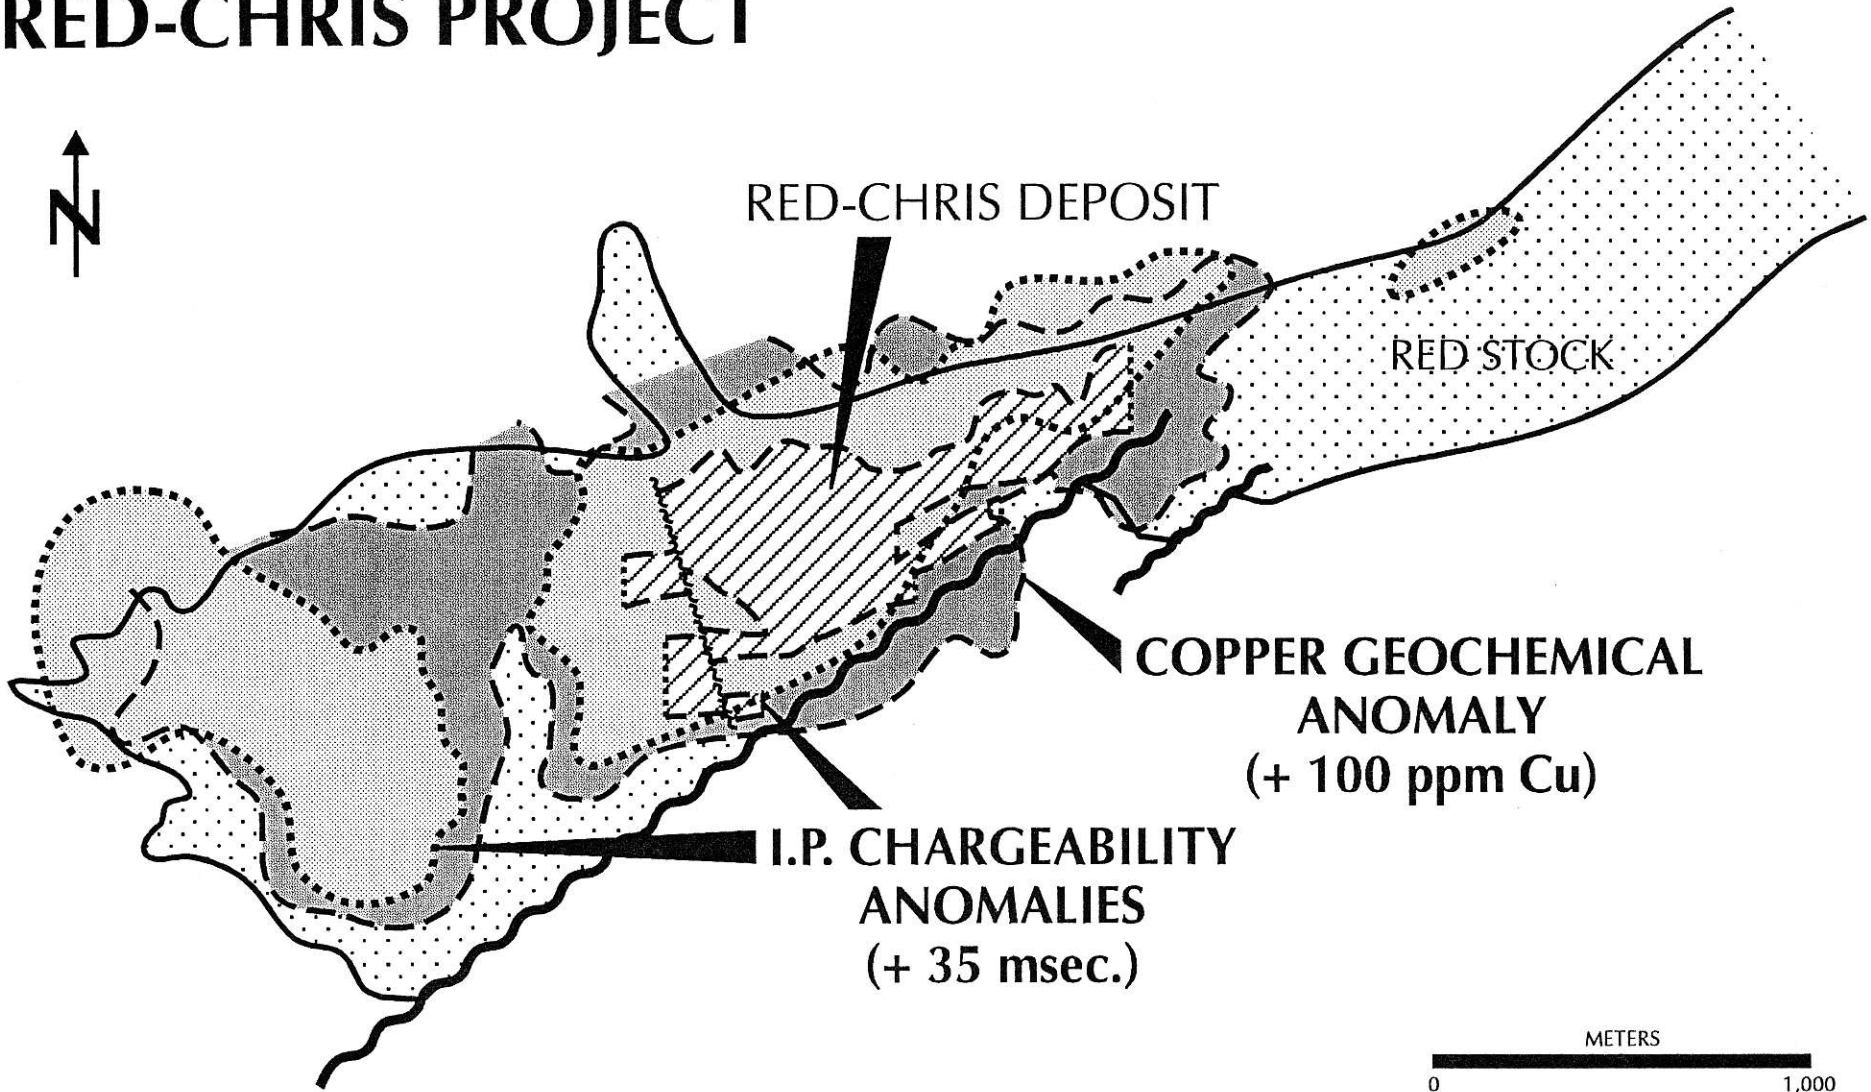 RED-CHRIS PROJECT
N
RED-CHRIS DEPOSIT
RED STOCK
COPPER GEOCHEMICAL
ANOMALY
(+ 100 ppm Cu)
I.P. CHARGEABILITY
ANOMALIES
(+ 35 msec.)
METERS
0 1,000